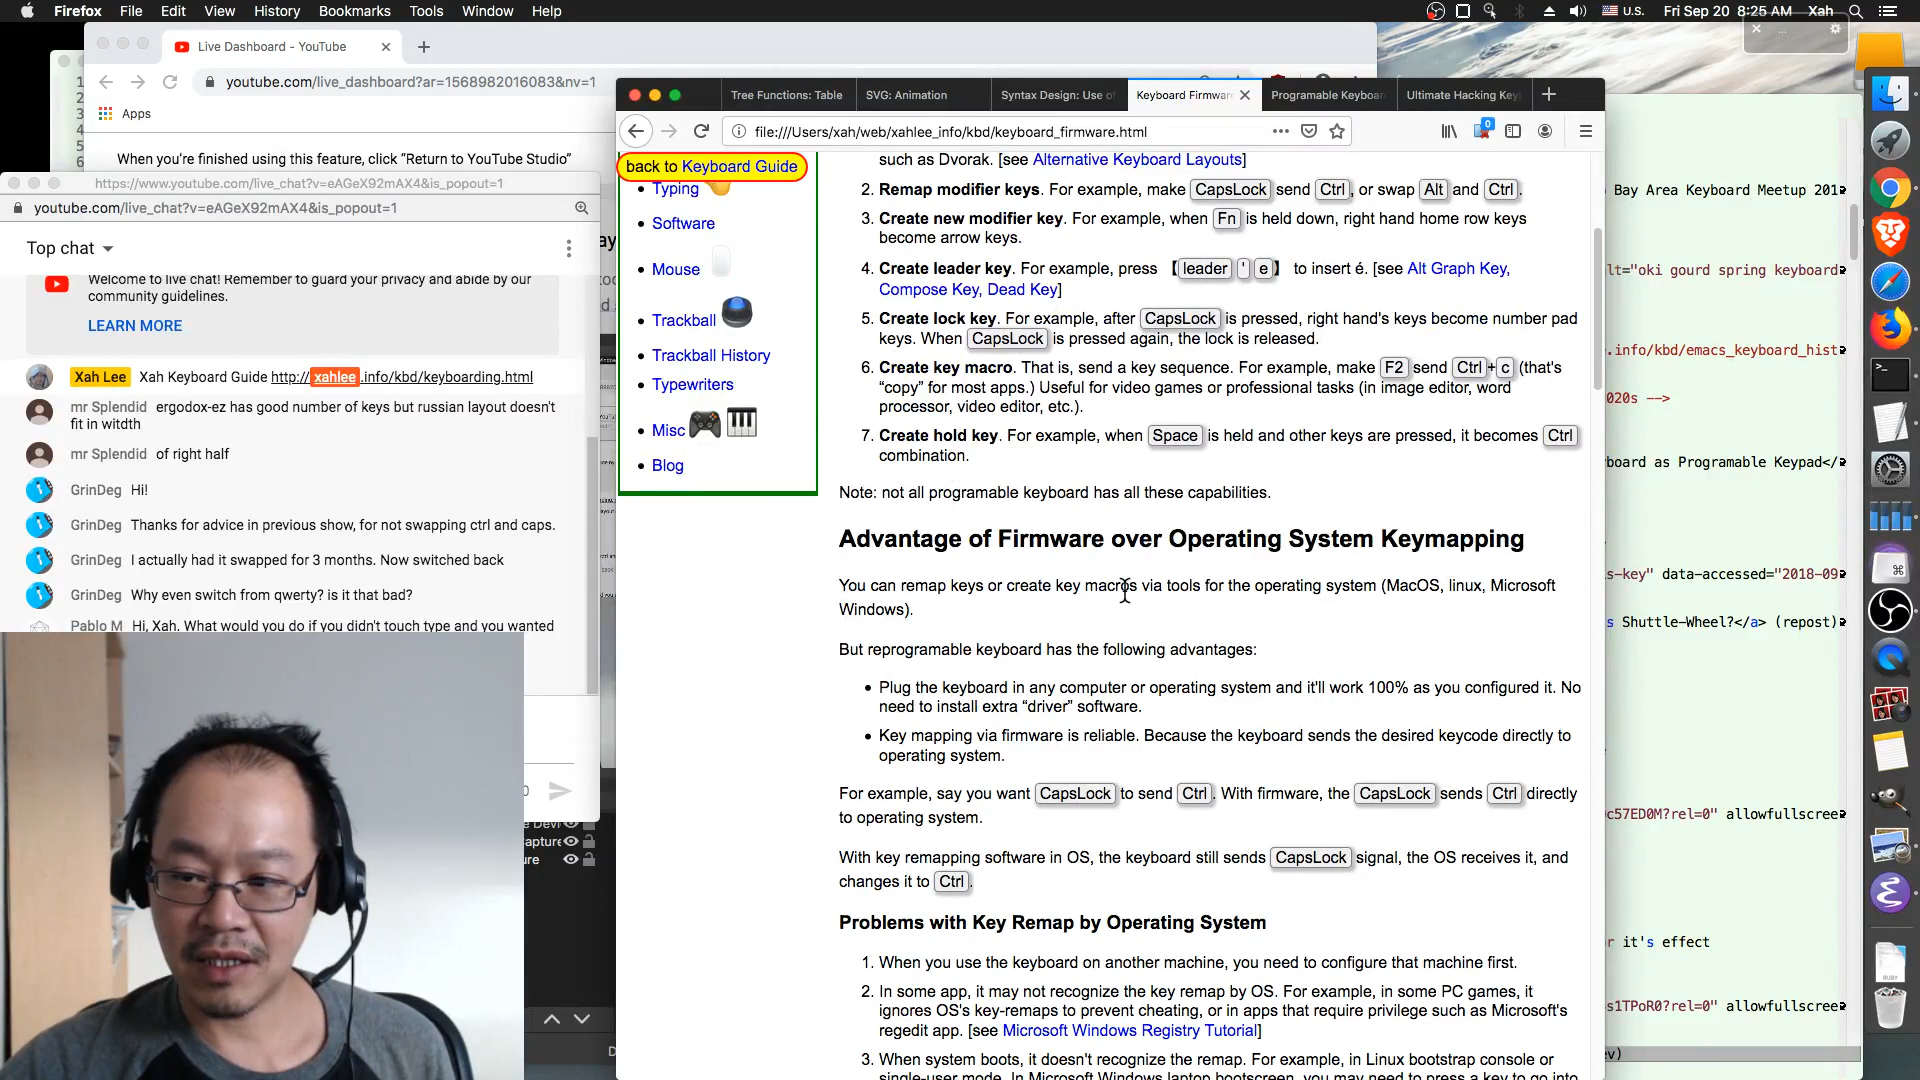 Firefox File Edit View History Bookmarks Tools Window Help
U.S. Fri Sep 20 8:25 AM Xah
Live Dashboard - YouTube
youtube.com/live_dashboard?ar=1568982016083&nv=1
Apps
When you're finished using this feature, click “Return to YouTube Studio”
https://www.youtube.com/live_chat?v=eAGeX92mAX4&is_popout=1
youtube.com/live_chat?v=eAGeX92mAX4&is_popout=1
Top chat
Welcome to live chat! Remember to guard your privacy and abide by our
community guidelines.
LEARN MORE
Xah Lee Xah Keyboard Guide http://xahlee.info/kbd/keyboarding.html
mr Splendid ergodox-ez has good number of keys but russian layout doesn't
fit in witdth
mr Splendid of right half
GrinDeg Hi!
GrinDeg Thanks for advice in previous show, for not swapping ctrl and caps.
GrinDeg I actually had it swapped for 3 months. Now switched back
GrinDeg Why even switch from qwerty? is it that bad?
Pablo M Hi, Xah. What would you do if you didn't touch type and you wanted
Tree Functions: Table
SVG: Animation
Syntax Design: Use of
Keyboard Firmwar
Programable Keyboar
Ultimate Hacking Key
file:///Users/xah/web/xahlee_info/kbd/keyboard_firmware.html
back to Keyboard Guide
Typing
Software
Mouse
Trackball
Trackball History
Typewriters
Misc
Blog
such as Dvorak. [see Alternative Keyboard Layouts]
2. Remap modifier keys. For example, make CapsLock send Ctrl, or swap Alt and Ctrl.
3. Create new modifier key. For example, when Fn is held down, right hand home row keys
become arrow keys.
4. Create leader key. For example, press 【leader ' e】 to insert é. [see Alt Graph Key,
Compose Key, Dead Key]
5. Create lock key. For example, after CapsLock is pressed, right hand's keys become number pad
keys. When CapsLock is pressed again, the lock is released.
6. Create key macro. That is, send a key sequence. For example, make F2 send Ctrl+c (that's
“copy” for most apps.) Useful for video games or professional tasks (in image editor, word
processor, video editor, etc.).
7. Create hold key. For example, when Space is held and other keys are pressed, it becomes Ctrl
combination.
Note: not all programable keyboard has all these capabilities.
Advantage of Firmware over Operating System Keymapping
You can remap keys or create key macros via tools for the operating system (MacOS, linux, Microsoft
Windows).
But reprogramable keyboard has the following advantages:
Plug the keyboard in any computer or operating system and it'll work 100% as you configured it. No
need to install extra “driver” software.
Key mapping via firmware is reliable. Because the keyboard sends the desired keycode directly to
operating system.
For example, say you want CapsLock to send Ctrl. With firmware, the CapsLock sends Ctrl directly
to operating system.
With key remapping software in OS, the keyboard still sends CapsLock signal, the OS receives it, and
changes it to Ctrl.
Problems with Key Remap by Operating System
1. When you use the keyboard on another machine, you need to configure that machine first.
2. In some app, it may not recognize the key remap by OS. For example, in some PC games, it
ignores OS's key-remaps to prevent cheating, or in apps that require privilege such as Microsoft's
regedit app. [see Microsoft Windows Registry Tutorial]
3. When system boots, it doesn't recognize the remap. For example, in Linux bootstrap console or
single-user mode. In Microsoft Windows laptop bootscreen, you may need to press a key to go into
Bay Area Keyboard Meetup 201
lt="oki gourd spring keyboard
.info/kbd/emacs_keyboard_hist
020s -->
board as Programable Keypad</
s-key" data-accessed="2018-09
s Shuttle-Wheel?</a> (repost)
c57ED0M?rel=0" allowfullscree
r it's effect
s1TPoR0?rel=0" allowfullscree